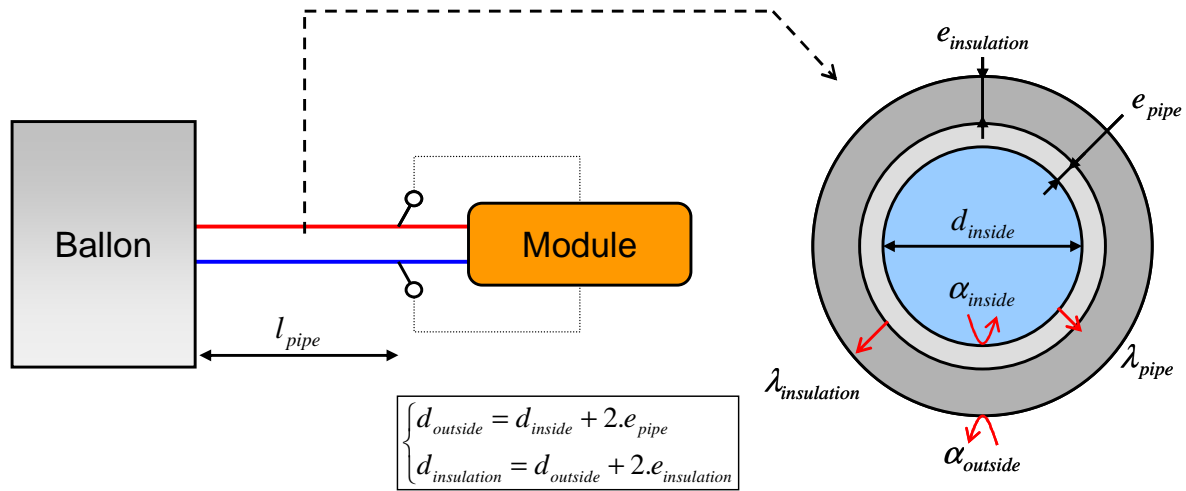 Ballon
Module
l_pipe
d_outside = d_inside + 2.e_pipe
d_insulation = d_outside + 2.e_insulation
e_insulation
e_pipe
d_inside
α_inside
λ_insulation
λ_pipe
α_outside